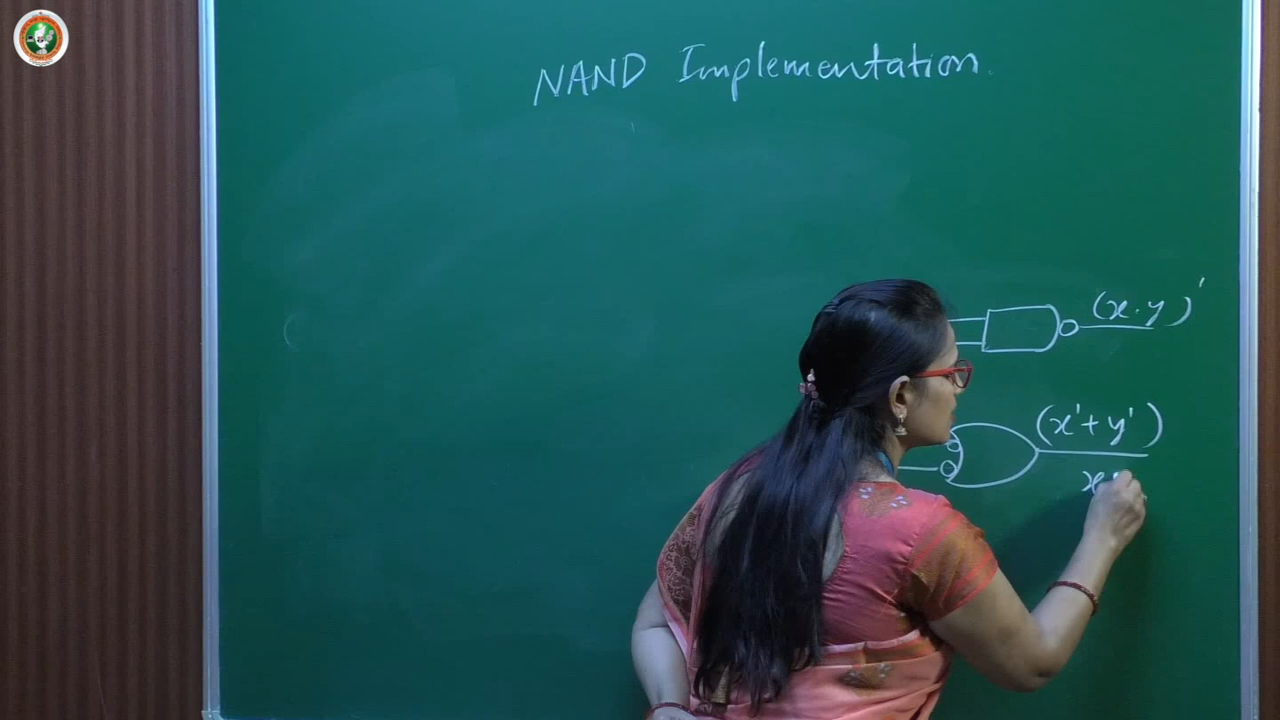 NAND Implementation.
(x.y)'
(x'+y')
x